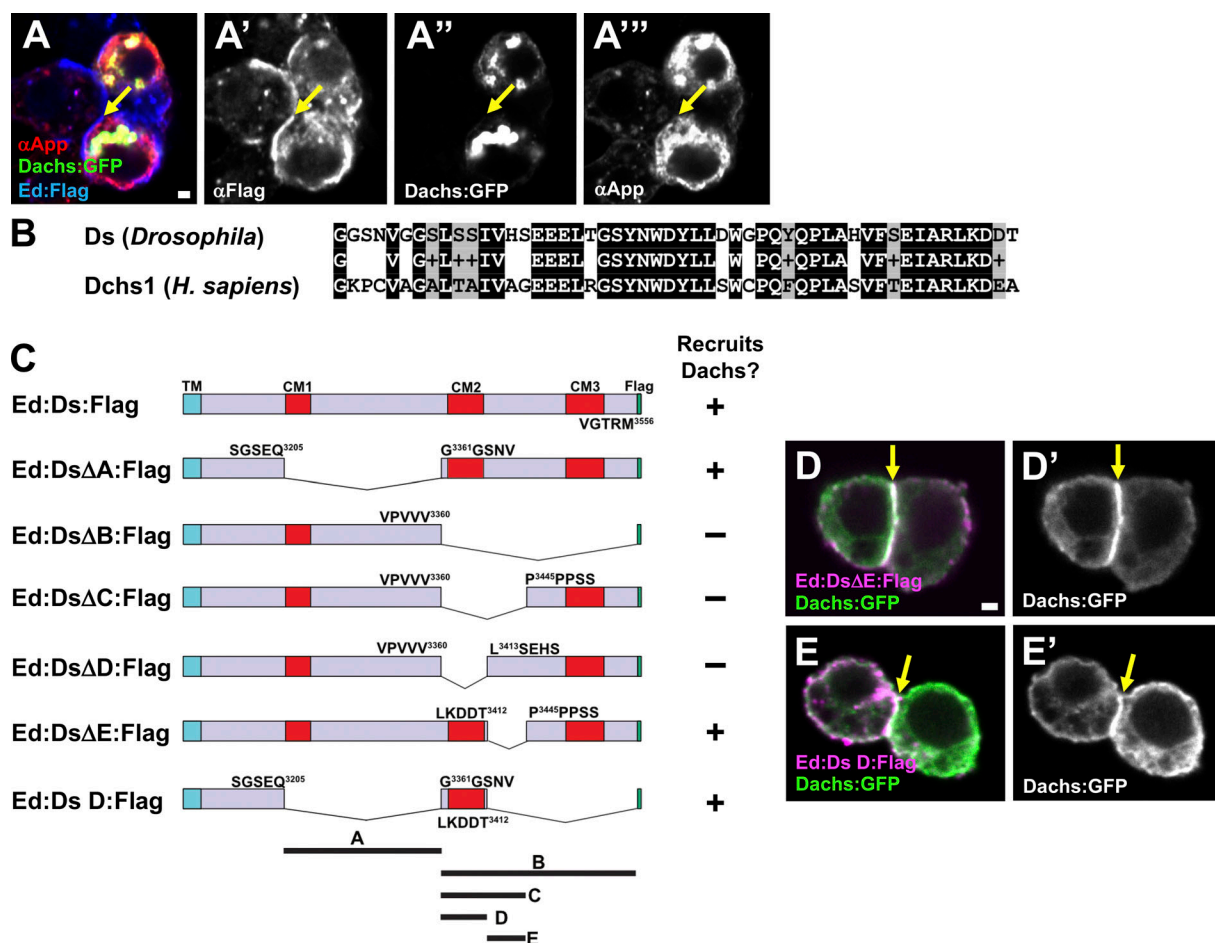 A
αApp
Dachs:GFP
Ed:Flag
A'
αFlag
A''
Dachs:GFP
A'''
αApp
B
Ds (Drosophila) GGSNVGGSLSSIVHSEEELTGSYNWDYLLDWGPQYQPLAHVFSEIARLKDDT
G V G+L++IV EEEL GSYNWDYLL W PQ+QPLA VF+EIARLKD+
Dchs1 (H. sapiens) GKPCVAGALTAIVAGEEELRGSYNWDYLLSWCPQFQPLASVFTEIARLKDEA
C
Recruits
Dachs?
TM CM1 CM2 CM3 Flag
Ed:Ds:Flag +
VGTRM3556
SGSEQ3205 G3361GSNV
Ed:DsΔA:Flag +
VPVVV3360
Ed:DsΔB:Flag –
VPVVV3360 P3445PPSS
Ed:DsΔC:Flag –
VPVVV3360 L3413SEHS
Ed:DsΔD:Flag –
LKDDT3412 P3445PPSS
Ed:DsΔE:Flag +
SGSEQ3205 G3361GSNV
Ed:Ds D:Flag +
LKDDT3412
A
B
C
D
E
D
Ed:DsΔE:Flag
Dachs:GFP
D'
Dachs:GFP
E
Ed:Ds D:Flag
Dachs:GFP
E'
Dachs:GFP